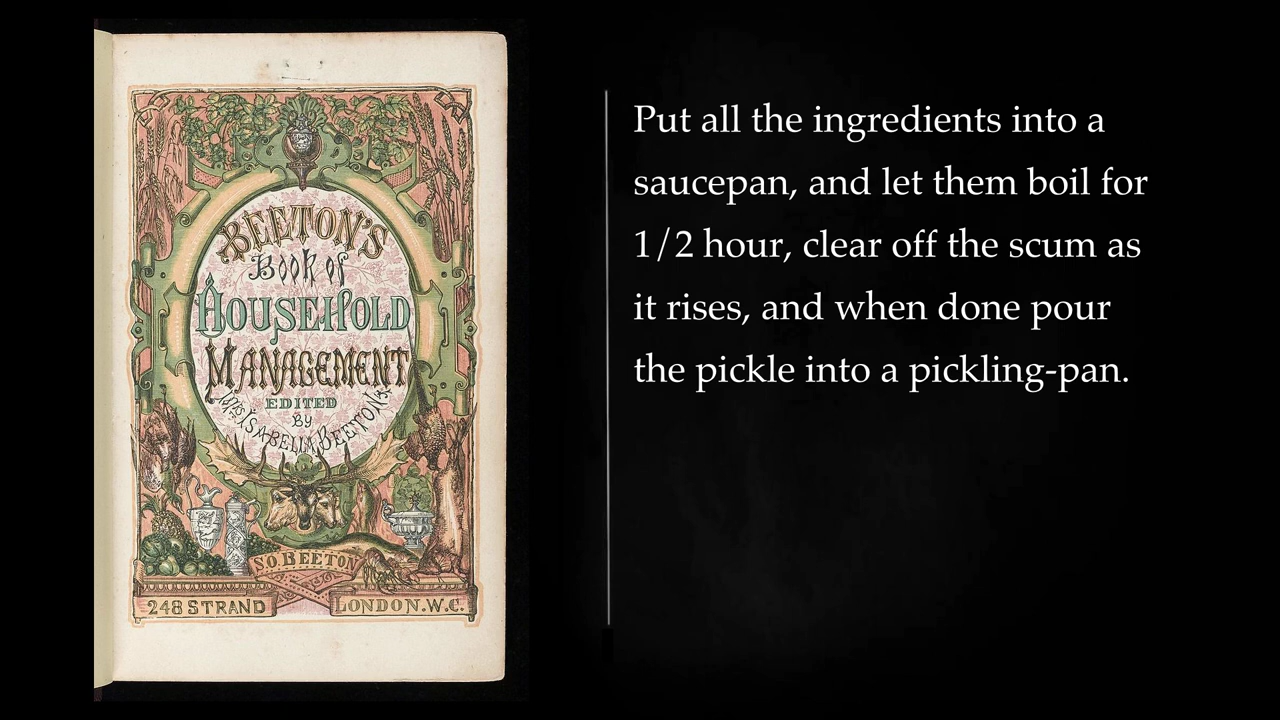 BEETON'S
Book of
HOUSEHOLD
MANAGEMENT
EDITED
BY
MRS ISABELLA BEETON.
S.O. BEETON
248 STRAND
LONDON. W.C.
Put all the ingredients into a
saucepan, and let them boil for
1/2 hour, clear off the scum as
it rises, and when done pour
the pickle into a pickling-pan.